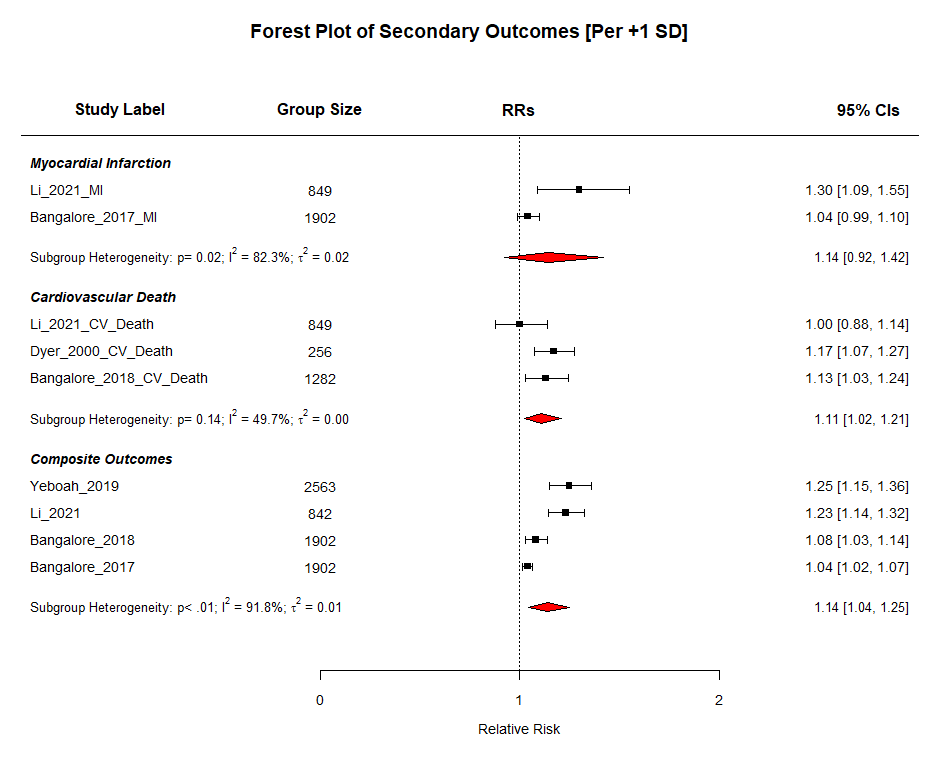 Forest Plot of Secondary Outcomes [Per +1 SD]
Study Label Group Size RRs 95% CIs
Myocardial Infarction
Li_2021_MI 849 1.30 [1.09, 1.55]
Bangalore_2017_MI 1902 1.04 [0.99, 1.10]
Subgroup Heterogeneity: p= 0.02; I² = 82.3%; τ² = 0.02 1.14 [0.92, 1.42]
Cardiovascular Death
Li_2021_CV_Death 849 1.00 [0.88, 1.14]
Dyer_2000_CV_Death 256 1.17 [1.07, 1.27]
Bangalore_2018_CV_Death 1282 1.13 [1.03, 1.24]
Subgroup Heterogeneity: p= 0.14; I² = 49.7%; τ² = 0.00 1.11 [1.02, 1.21]
Composite Outcomes
Yeboah_2019 2563 1.25 [1.15, 1.36]
Li_2021 842 1.23 [1.14, 1.32]
Bangalore_2018 1902 1.08 [1.03, 1.14]
Bangalore_2017 1902 1.04 [1.02, 1.07]
Subgroup Heterogeneity: p< .01; I² = 91.8%; τ² = 0.01 1.14 [1.04, 1.25]
0 1 2
Relative Risk